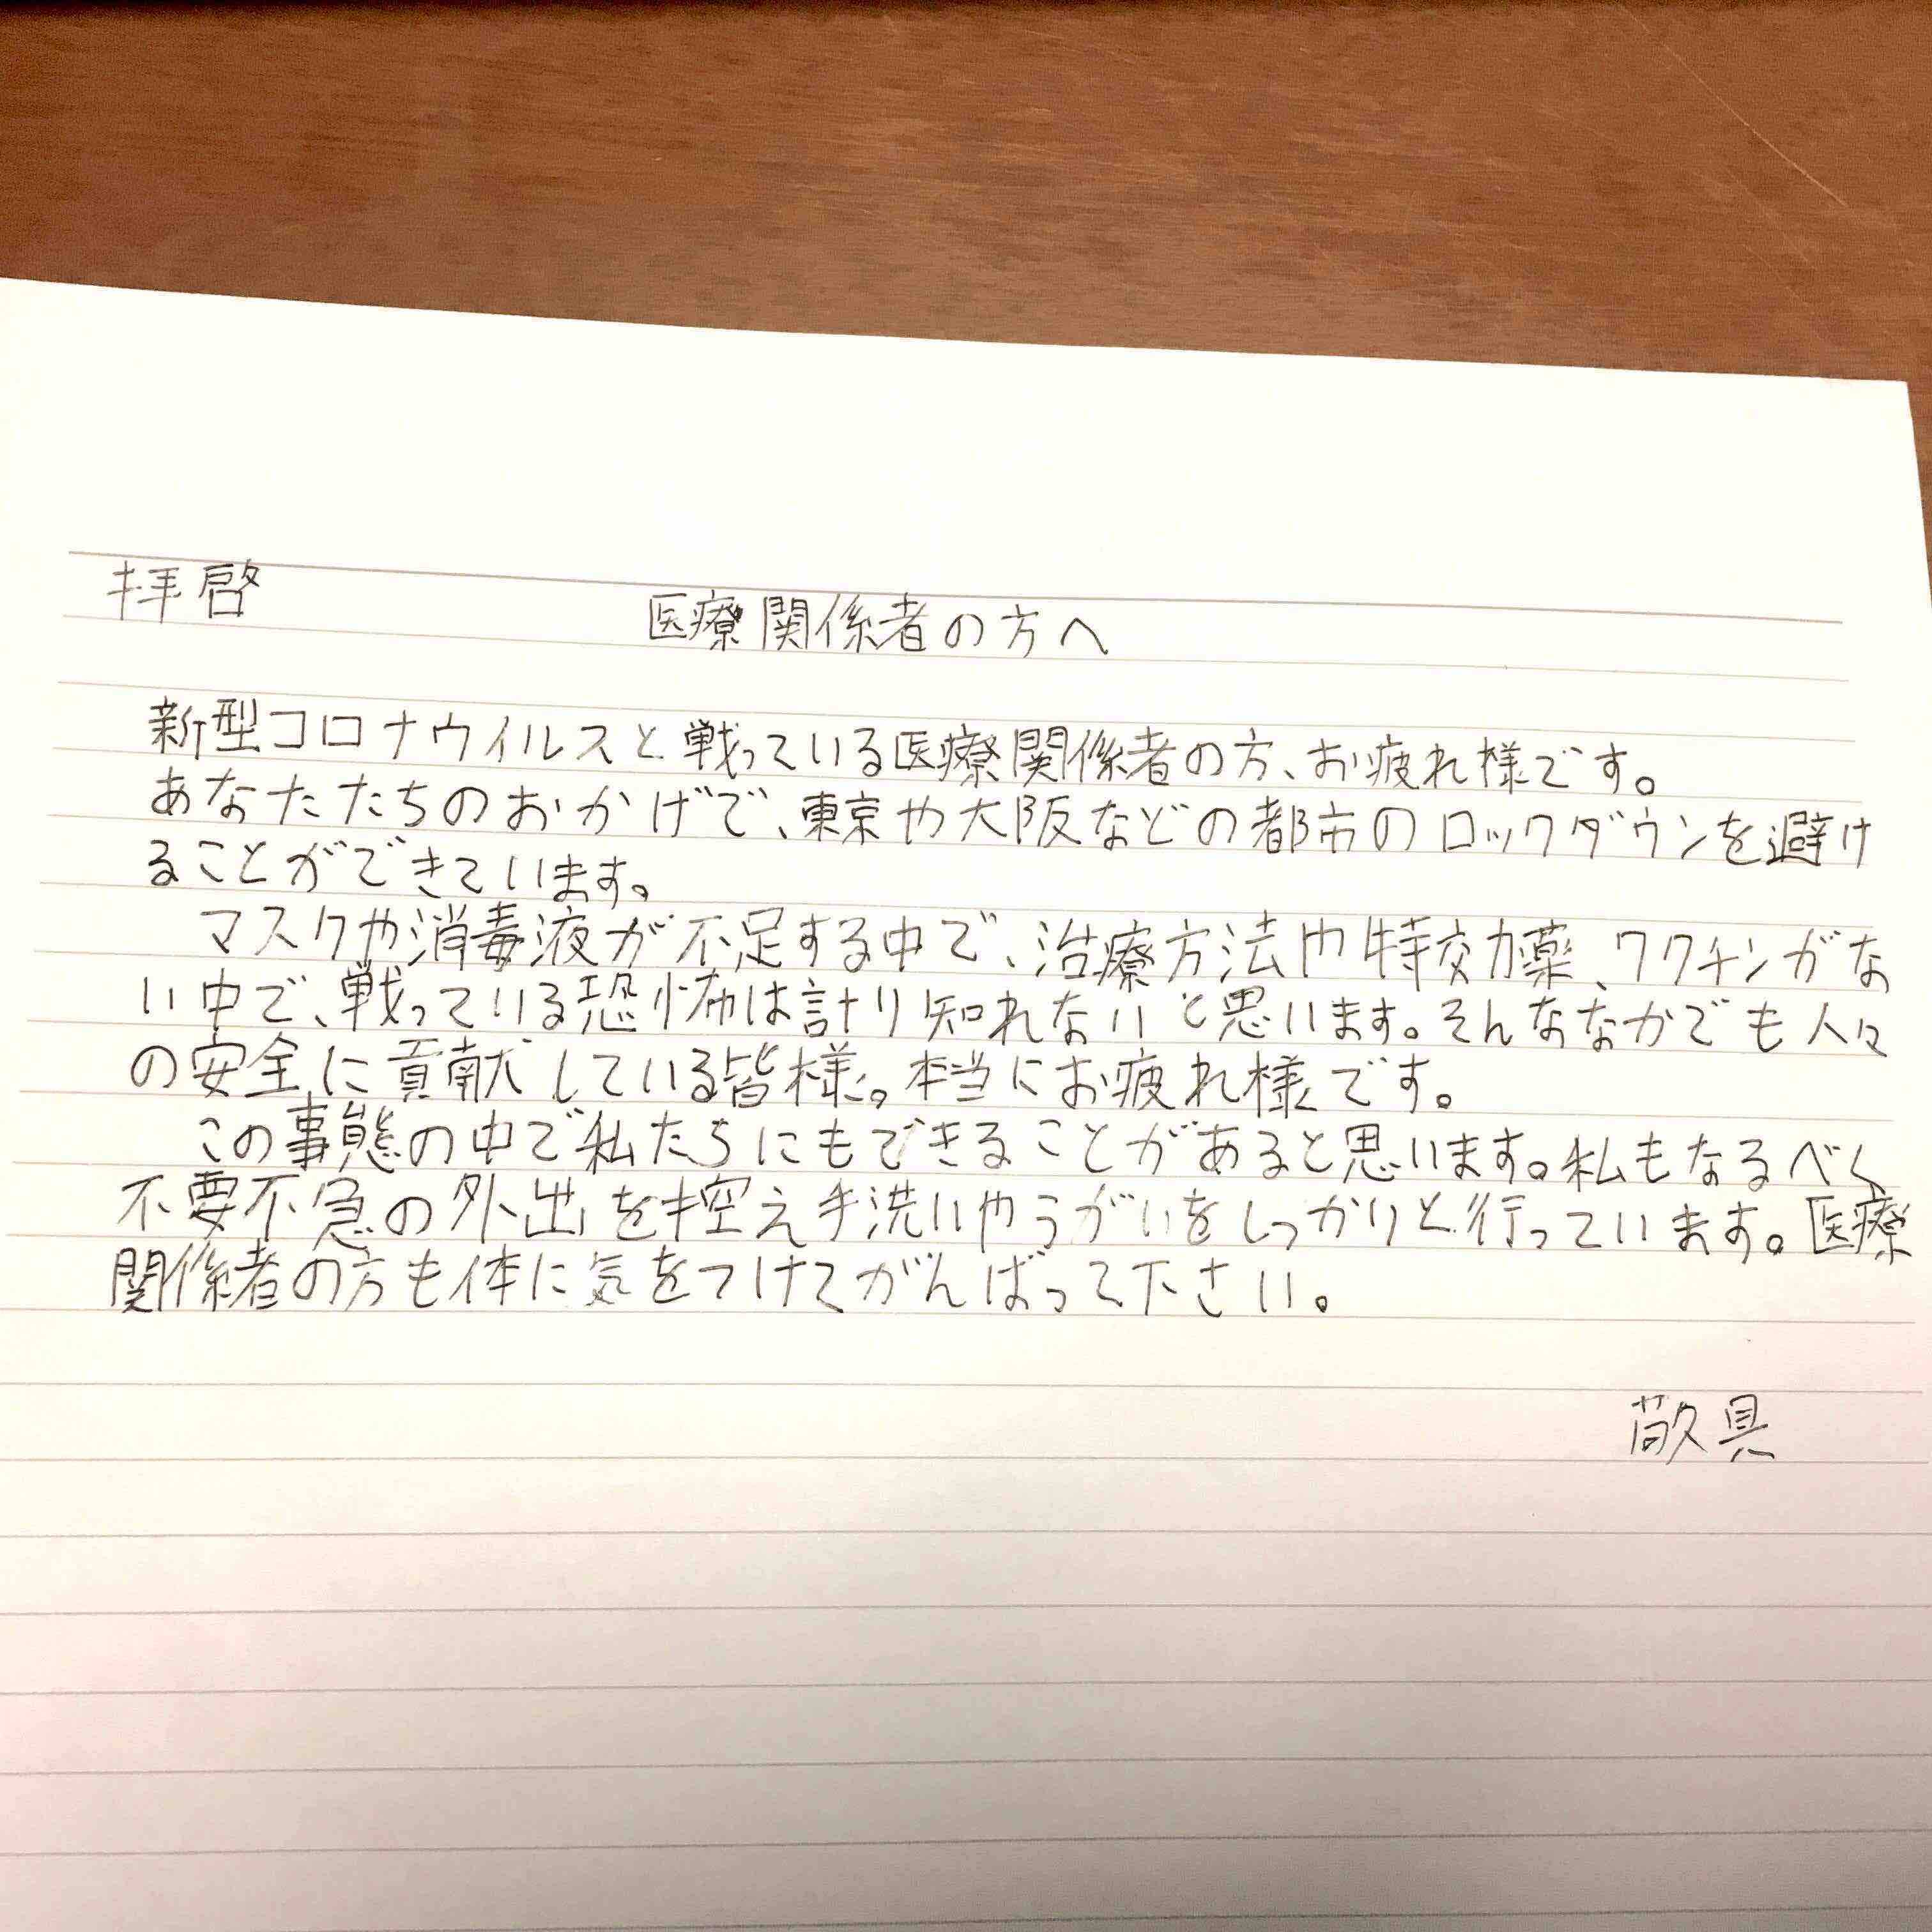 拝啓
医療関係者の方へ
新型コロナウイルスと戦っている医療関係者の方、お疲れ様です。
あなたたちのおかげで、東京や大阪などの都市のロックダウンを避け
ることができています。
マスクや消毒液が不足する中で、治療方法や特効薬、ワクチンがな
い中で、戦っている恐怖は計り知れないと思います。そんななかでも人々
の安全に貢献している皆様。本当にお疲れ様です。
この事態の中で私たちにもできることがあると思います。私もなるべく
不要不急の外出を控え手洗いやうがいをしっかりと行っています。医療
関係者の方も体に気をつけてがんばって下さい。
敬具